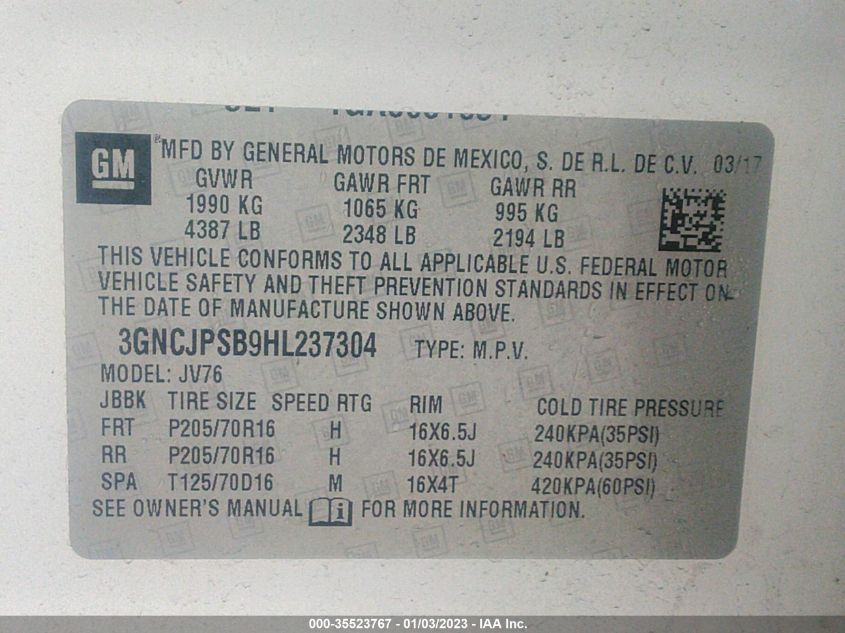 GM ® MFD BY GENERAL MOTORS DE MEXICO, S. DE R.L. DE C.V. 03/17
GVWR GAWR FRT GAWR RR
1990 KG 1065 KG 995 KG
4387 LB 2348 LB 2194 LB
THIS VEHICLE CONFORMS TO ALL APPLICABLE U.S. FEDERAL MOTOR
VEHICLE SAFETY AND THEFT PREVENTION STANDARDS IN EFFECT ON
THE DATE OF MANUFACTURE SHOWN ABOVE.
3GNCJPSB9HL237304 TYPE: M.P.V.
MODEL: JV76
JBBK TIRE SIZE SPEED RTG RIM COLD TIRE PRESSURE
FRT P205/70R16 H 16X6.5J 240KPA(35PSI)
RR P205/70R16 H 16X6.5J 240KPA(35PSI)
SPA T125/70D16 M 16X4T 420KPA(60PSI)
SEE OWNER'S MANUAL i FOR MORE INFORMATION.
000-35523767 - 01/03/2023 - IAA Inc.